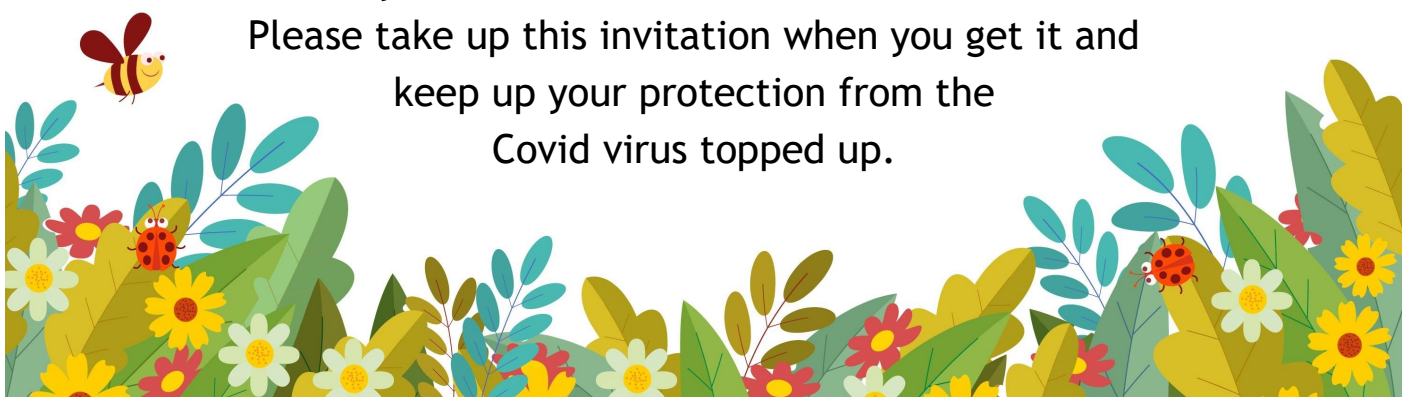 Please take up this invitation when you get it and
keep up your protection from the
Covid virus topped up.